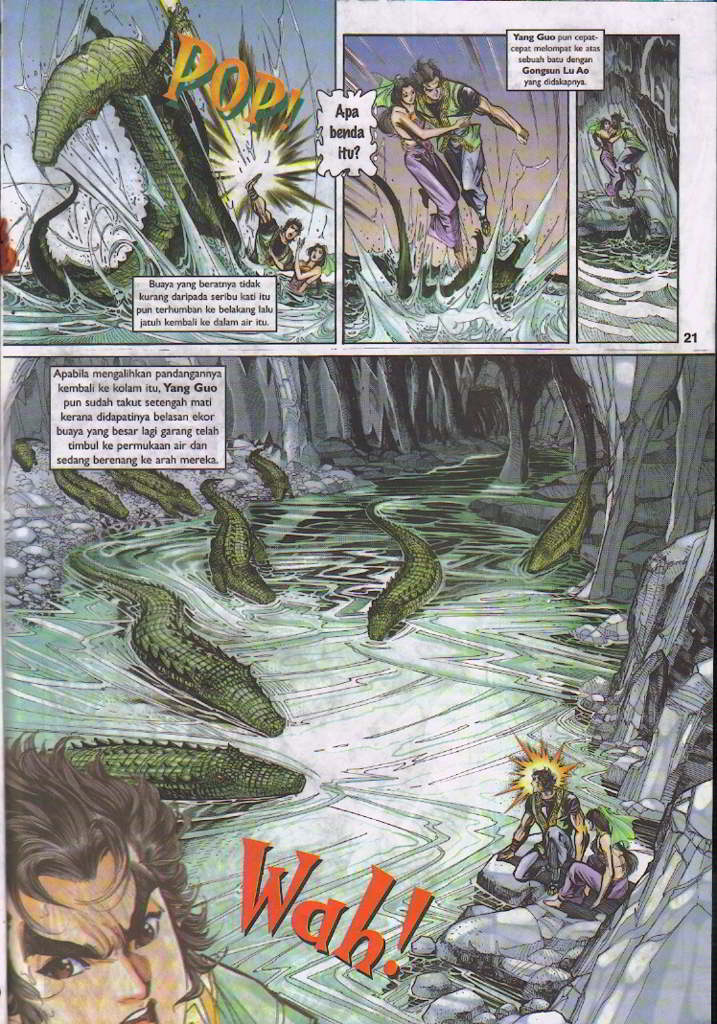 POP!
Buaya yang beratnya tidak
kurang daripada seribu kati itu
pun terhumban ke belakang lalu
jatuh kembali ke dalam air itu.
Apa
benda
itu?
Yang Guo pun cepat-
cepat melompat ke atas
sebuah batu dengan
Gongsun Lu Ao
yang didakapnya.
21
Apabila mengalihkan pandangannya
kembali ke kolam itu, Yang Guo
pun sudah takut setengah mati
kerana didapatinya belasan ekor
buaya yang besar lagi garang telah
timbul ke permukaan air dan
sedang berenang ke arah mereka.
Wah!